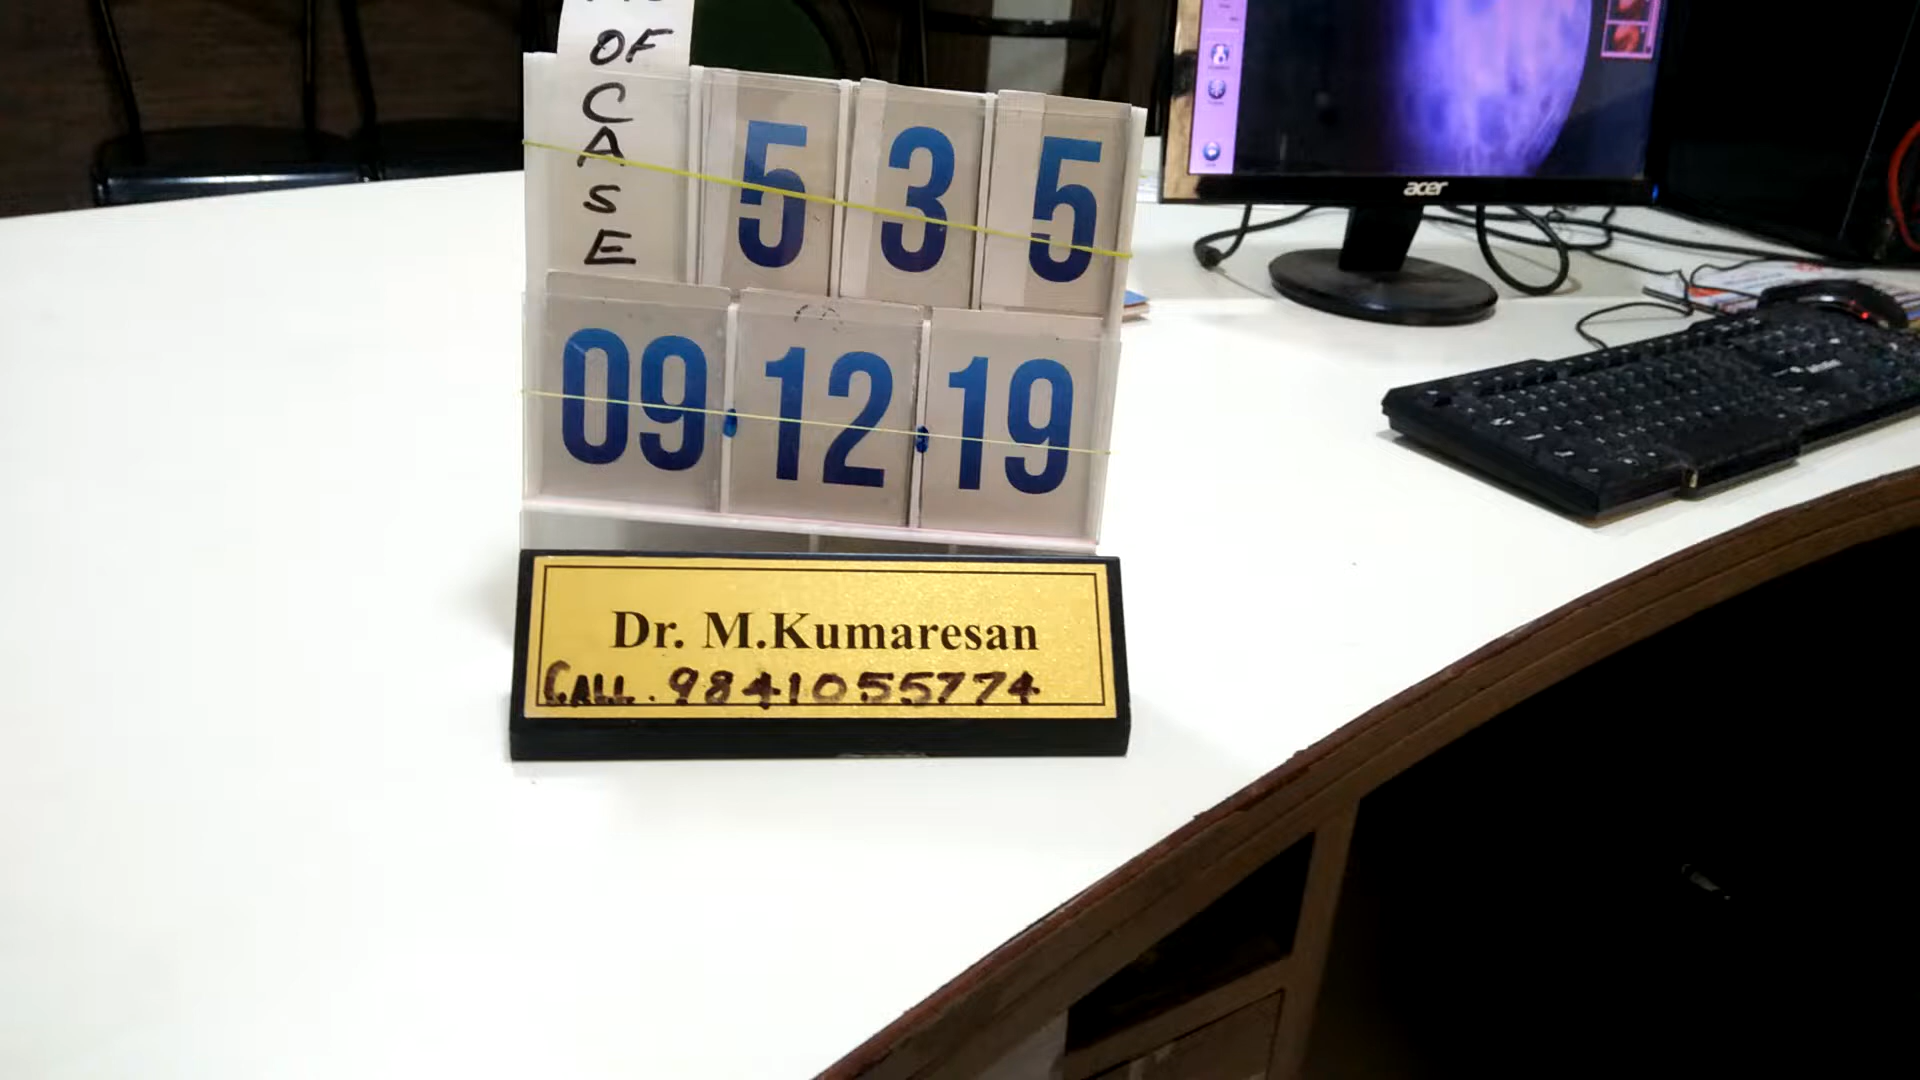 OF
CASE
535
09.12.19
Dr. M.Kumaresan
CALL. 9841055774
acer